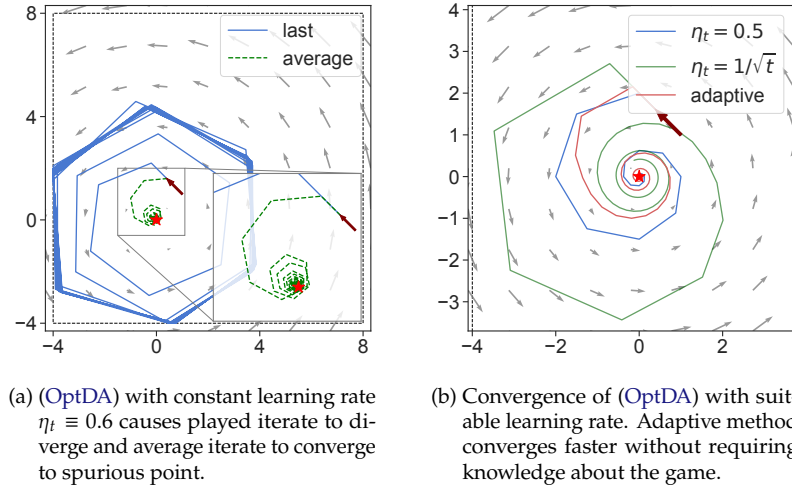 8
4
0
−4
−4
0
4
8
last
average
4
3
2
1
0
−1
−2
−3
−4
−2
0
2
η_t = 0.5
η_t = 1/√t
adaptive
(a) (OptDA) with constant learning rate
η_t ≡ 0.6 causes played iterate to di-
verge and average iterate to converge
to spurious point.
(b) Convergence of (OptDA) with suit-
able learning rate. Adaptive method
converges faster without requiring
knowledge about the game.